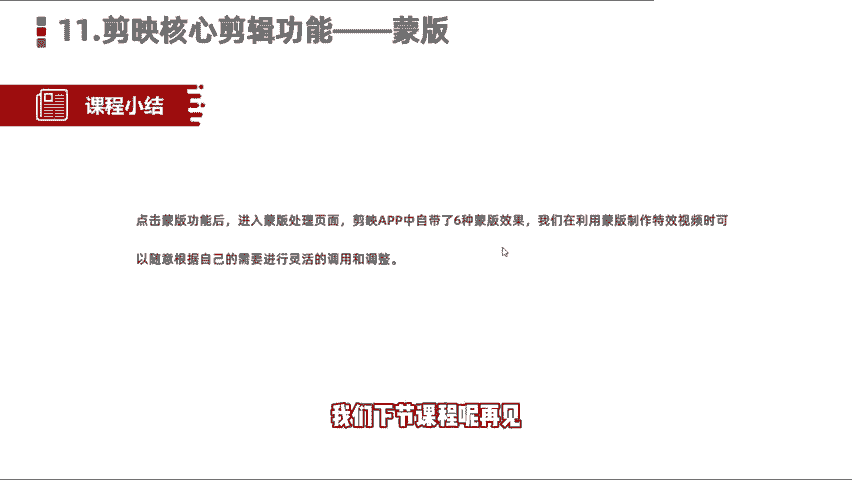 11.剪映核心剪辑功能——蒙版
课程小结
点击蒙版功能后，进入蒙版处理页面，剪映APP中自带了6种蒙版效果，我们在利用蒙版制作特效视频时可
以随意根据自己的需要进行灵活的调用和调整。
我们下节课程呢再见